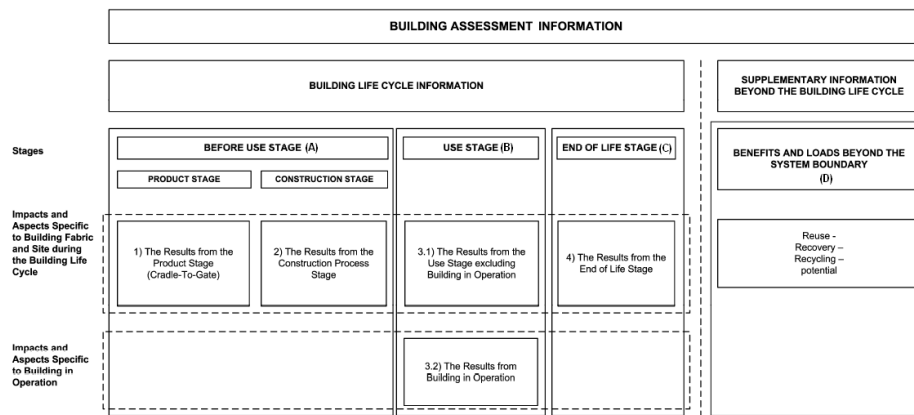 BUILDING ASSESSMENT INFORMATION
BUILDING LIFE CYCLE INFORMATION
SUPPLEMENTARY INFORMATION
BEYOND THE BUILDING LIFE CYCLE
Stages
BEFORE USE STAGE (A)
USE STAGE (B)
END OF LIFE STAGE (C)
BENEFITS AND LOADS BEYOND THE
SYSTEM BOUNDARY
(D)
PRODUCT STAGE
CONSTRUCTION STAGE
Impacts and
Aspects Specific
to Building Fabric
and Site during
the Building Life
Cycle
1) The Results from the
Product Stage
(Cradle-To-Gate)
2) The Results from the
Construction Process
Stage
3.1) The Results from the
Use Stage excluding
Building in Operation
4) The Results from the
End of Life Stage
Reuse -
Recovery –
Recycling –
potential
Impacts and
Aspects Specific
to Building in
Operation
3.2) The Results from
Building in Operation